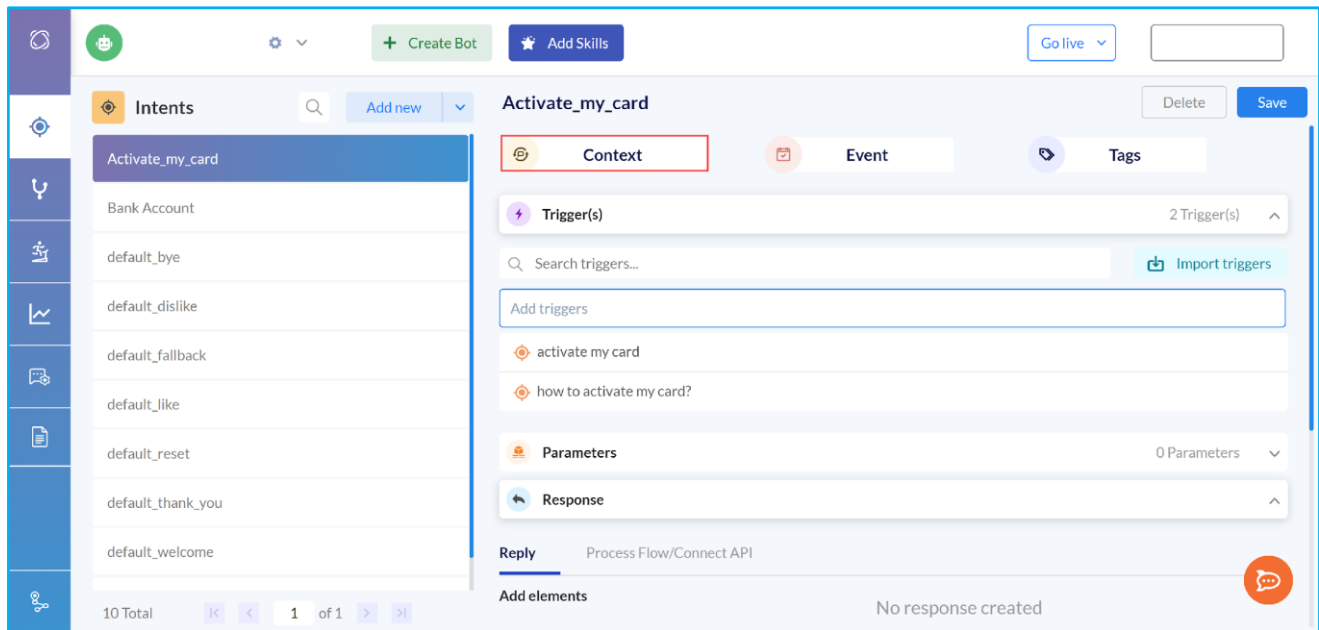 Create Bot
Add Skills
Go live
Intents
Add new
Activate_my_card
Delete
Save
Activate_my_card
Bank Account
default_bye
default_dislike
default_fallback
default_like
default_reset
default_thank_you
default_welcome
10 Total
1 of 1
Context
Event
Tags
Trigger(s)
2 Trigger(s)
Search triggers...
Import triggers
Add triggers
activate my card
how to activate my card?
Parameters
0 Parameters
Response
Reply
Process Flow/Connect API
Add elements
No response created